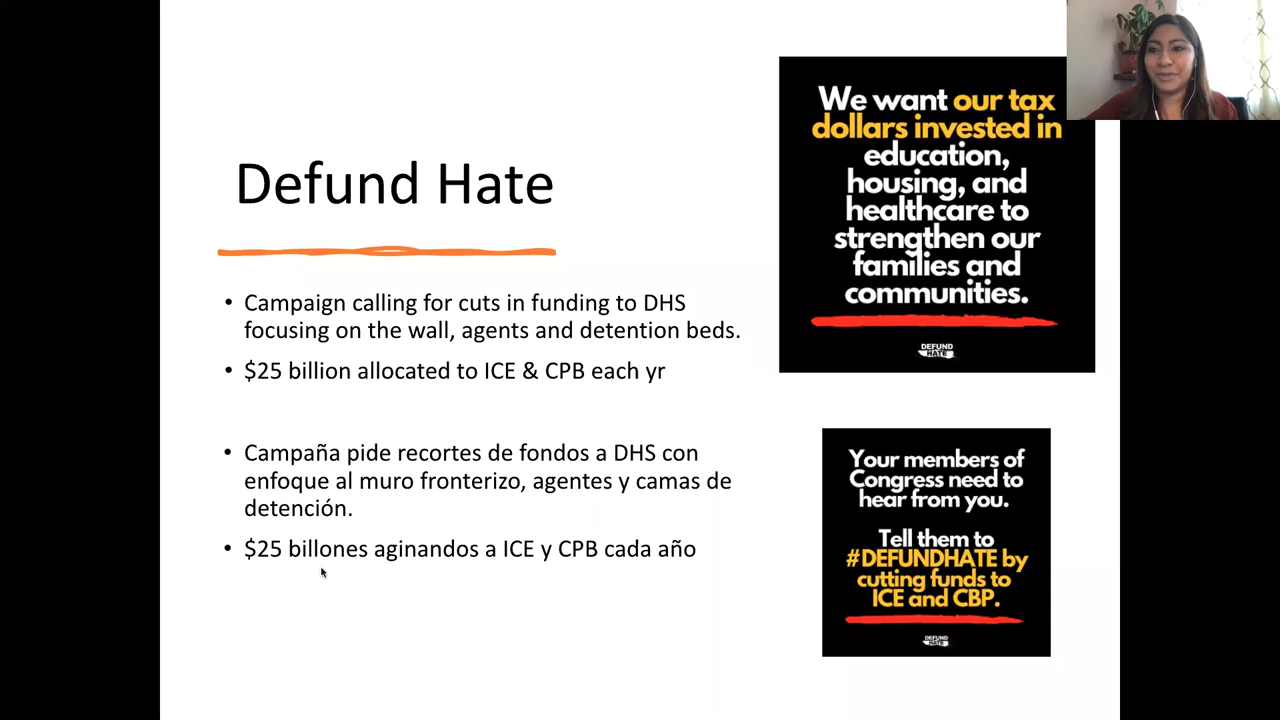 Defund Hate
• Campaign calling for cuts in funding to DHS
focusing on the wall, agents and detention beds.
• $25 billion allocated to ICE & CPB each yr
• Campaña pide recortes de fondos a DHS con
enfoque al muro fronterizo, agentes y camas de
detención.
• $25 billones aginandos a ICE y CPB cada año
We want our tax
dollars invested in
education,
housing, and
healthcare to
strengthen our
families and
communities.
DEFUND
HATE
Your members of
Congress need to
hear from you.
Tell them to
#DEFUNDHATE by
cutting funds to
ICE and CBP.
DEFUND
HATE